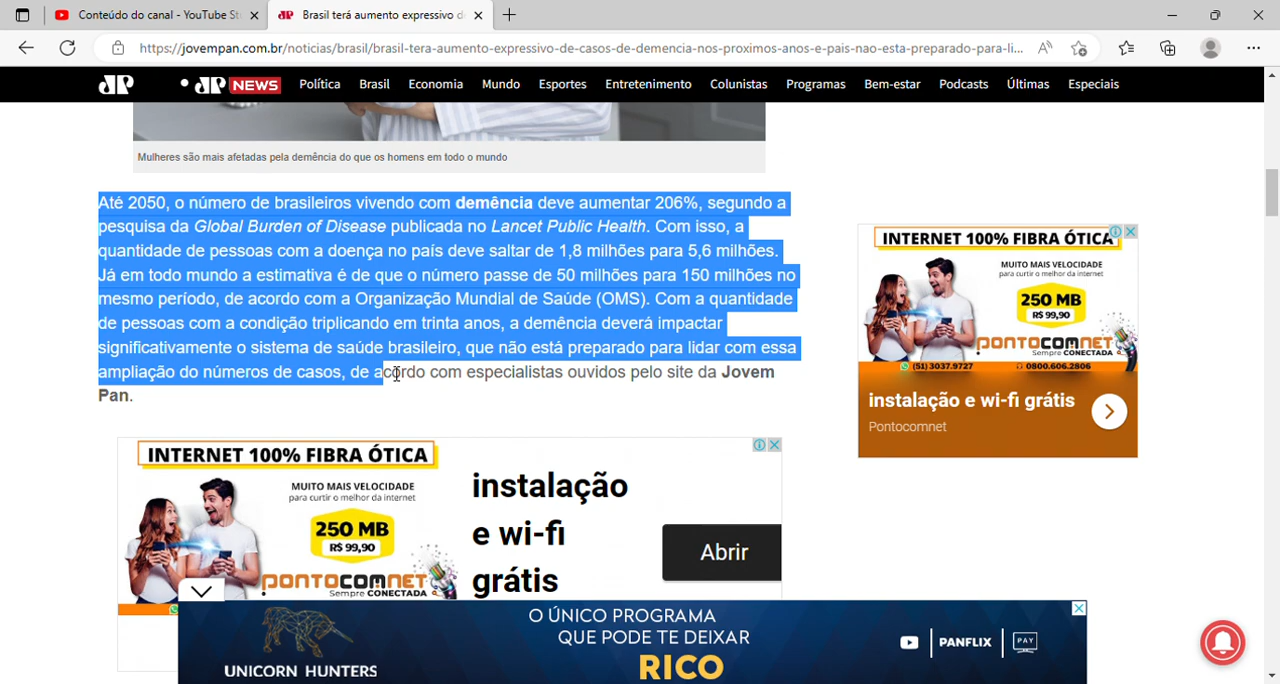 Conteúdo do canal - YouTube St
Brasil terá aumento expressivo d
https://jovempan.com.br/noticias/brasil/brasil-tera-aumento-expressivo-de-casos-de-demencia-nos-proximos-anos-e-pais-nao-esta-preparado-para-li...
JP
JP NEWS
Política
Brasil
Economia
Mundo
Esportes
Entretenimento
Colunistas
Programas
Bem-estar
Podcasts
Últimas
Especiais
Mulheres são mais afetadas pela demência do que os homens em todo o mundo
Até 2050, o número de brasileiros vivendo com demência deve aumentar 206%, segundo a
pesquisa da Global Burden of Disease publicada no Lancet Public Health. Com isso, a
quantidade de pessoas com a doença no país deve saltar de 1,8 milhões para 5,6 milhões.
Já em todo mundo a estimativa é de que o número passe de 50 milhões para 150 milhões no
mesmo período, de acordo com a Organização Mundial de Saúde (OMS). Com a quantidade
de pessoas com a condição triplicando em trinta anos, a demência deverá impactar
significativamente o sistema de saúde brasileiro, que não está preparado para lidar com essa
ampliação do números de casos, de acordo com especialistas ouvidos pelo site da Jovem
Pan.
INTERNET 100% FIBRA ÓTICA
MUITO MAIS VELOCIDADE
para curtir o melhor da internet
250 MB
R$ 99,90
PONTOCOMNET
Sempre CONECTADA
(51) 3037.9727
0800.606.2806
instalação e wi-fi grátis
Pontocomnet
INTERNET 100% FIBRA ÓTICA
MUITO MAIS VELOCIDADE
para curtir o melhor da internet
250 MB
R$ 99,90
PONTOCOMNET
Sempre CONECTADA
instalação
e wi-fi
grátis
Abrir
UNICORN HUNTERS
O ÚNICO PROGRAMA
QUE PODE TE DEIXAR
RICO
PANFLIX
PAY